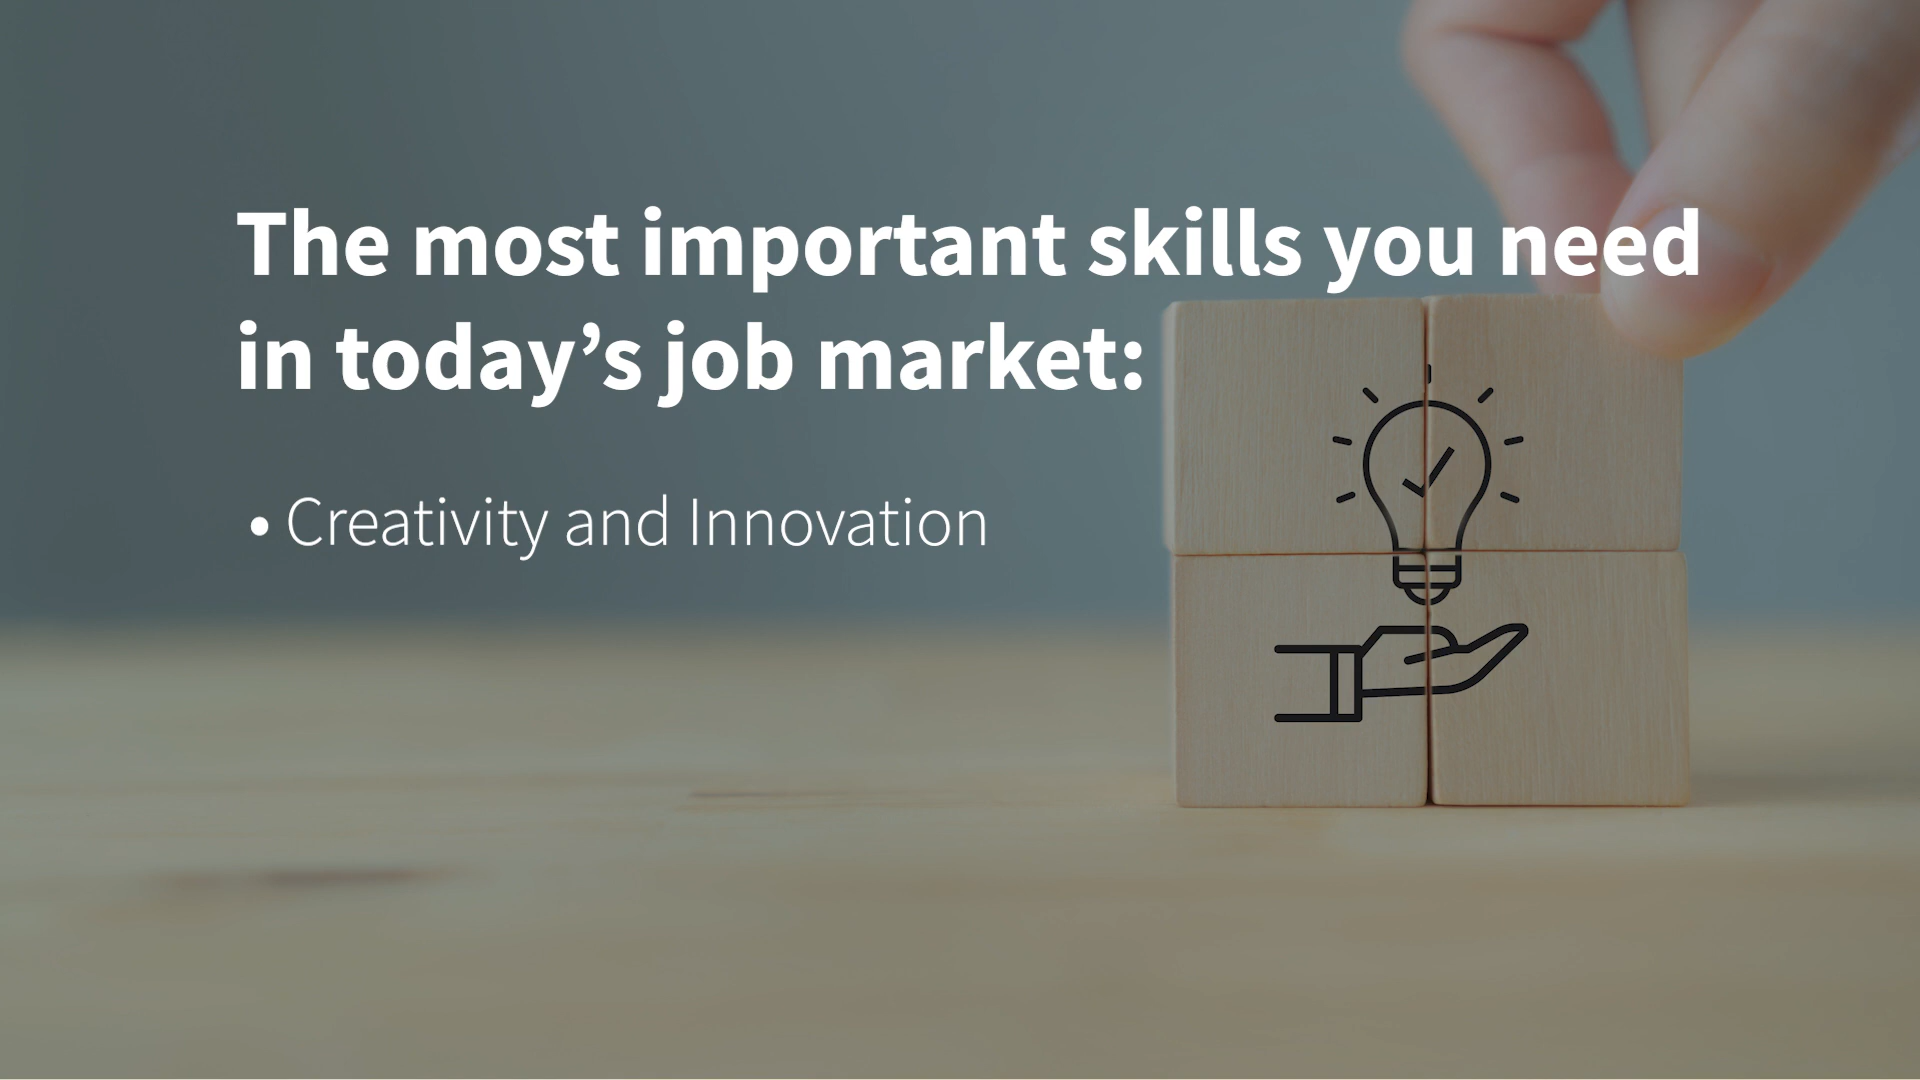 The most important skills you need
in today’s job market:
• Creativity and Innovation